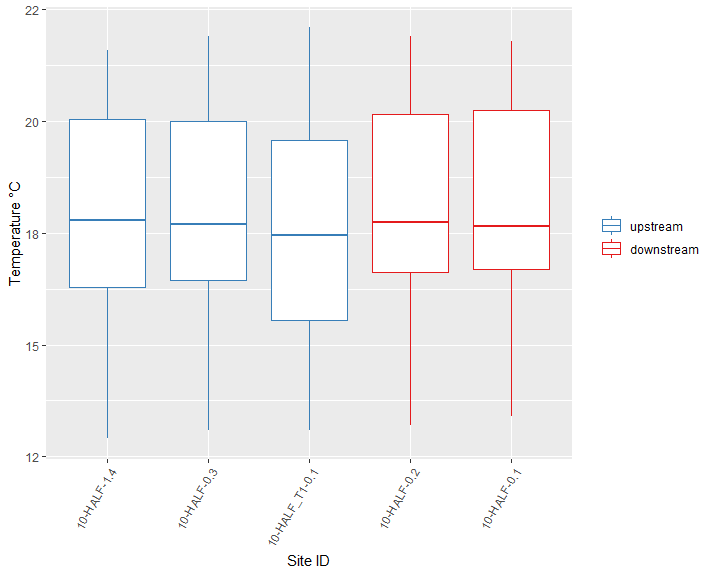 22
20
18
15
12
Temperature °C
10-HALF-1.4
10-HALF-0.3
10-HALF_T1-0.1
10-HALF-0.2
10-HALF-0.1
Site ID
upstream
downstream